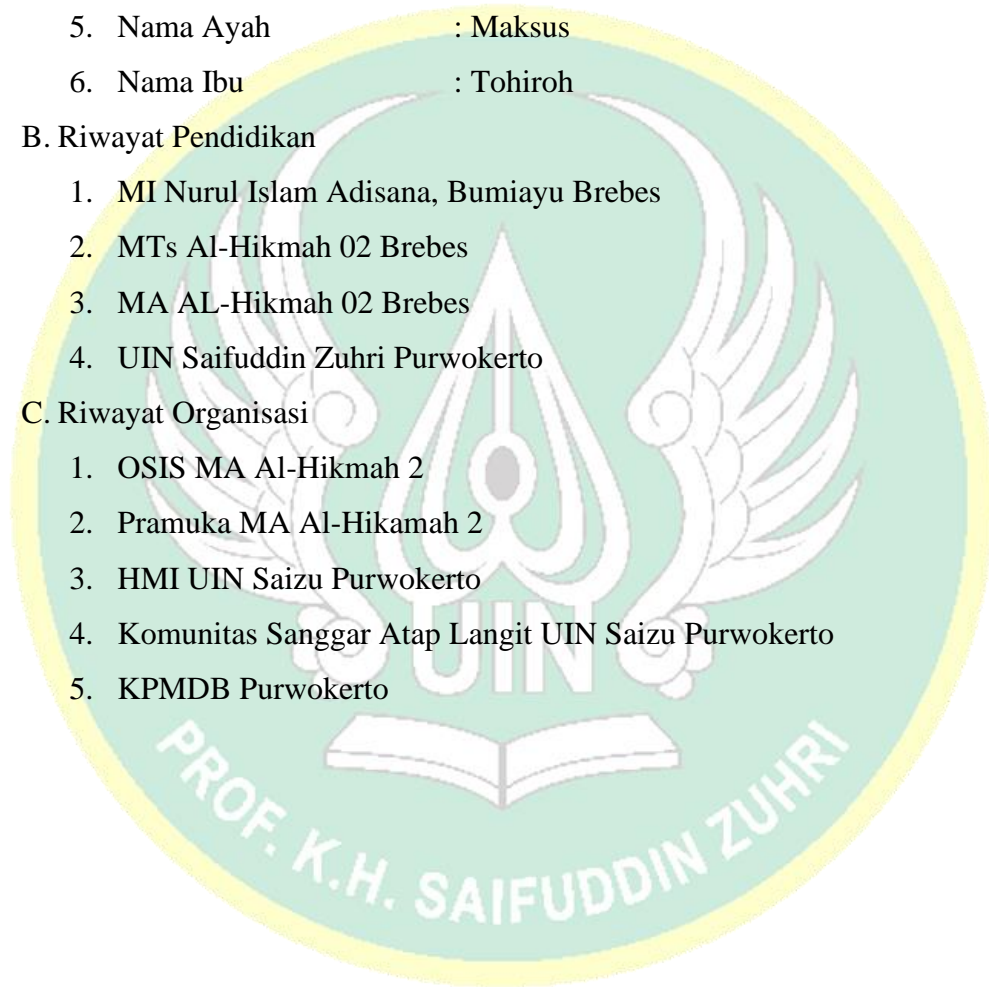 5. Nama Ayah : Maksus
6. Nama Ibu : Tohiroh
B. Riwayat Pendidikan
1. MI Nurul Islam Adisana, Bumiayu Brebes
2. MTs Al-Hikmah 02 Brebes
3. MA AL-Hikmah 02 Brebes
4. UIN Saifuddin Zuhri Purwokerto
C. Riwayat Organisasi
1. OSIS MA Al-Hikmah 2
2. Pramuka MA Al-Hikamah 2
3. HMI UIN Saizu Purwokerto
4. Komunitas Sanggar Atap Langit UIN Saizu Purwokerto
5. KPMDB Purwokerto
UIN
PROF. K.H. SAIFUDDIN ZUHRI